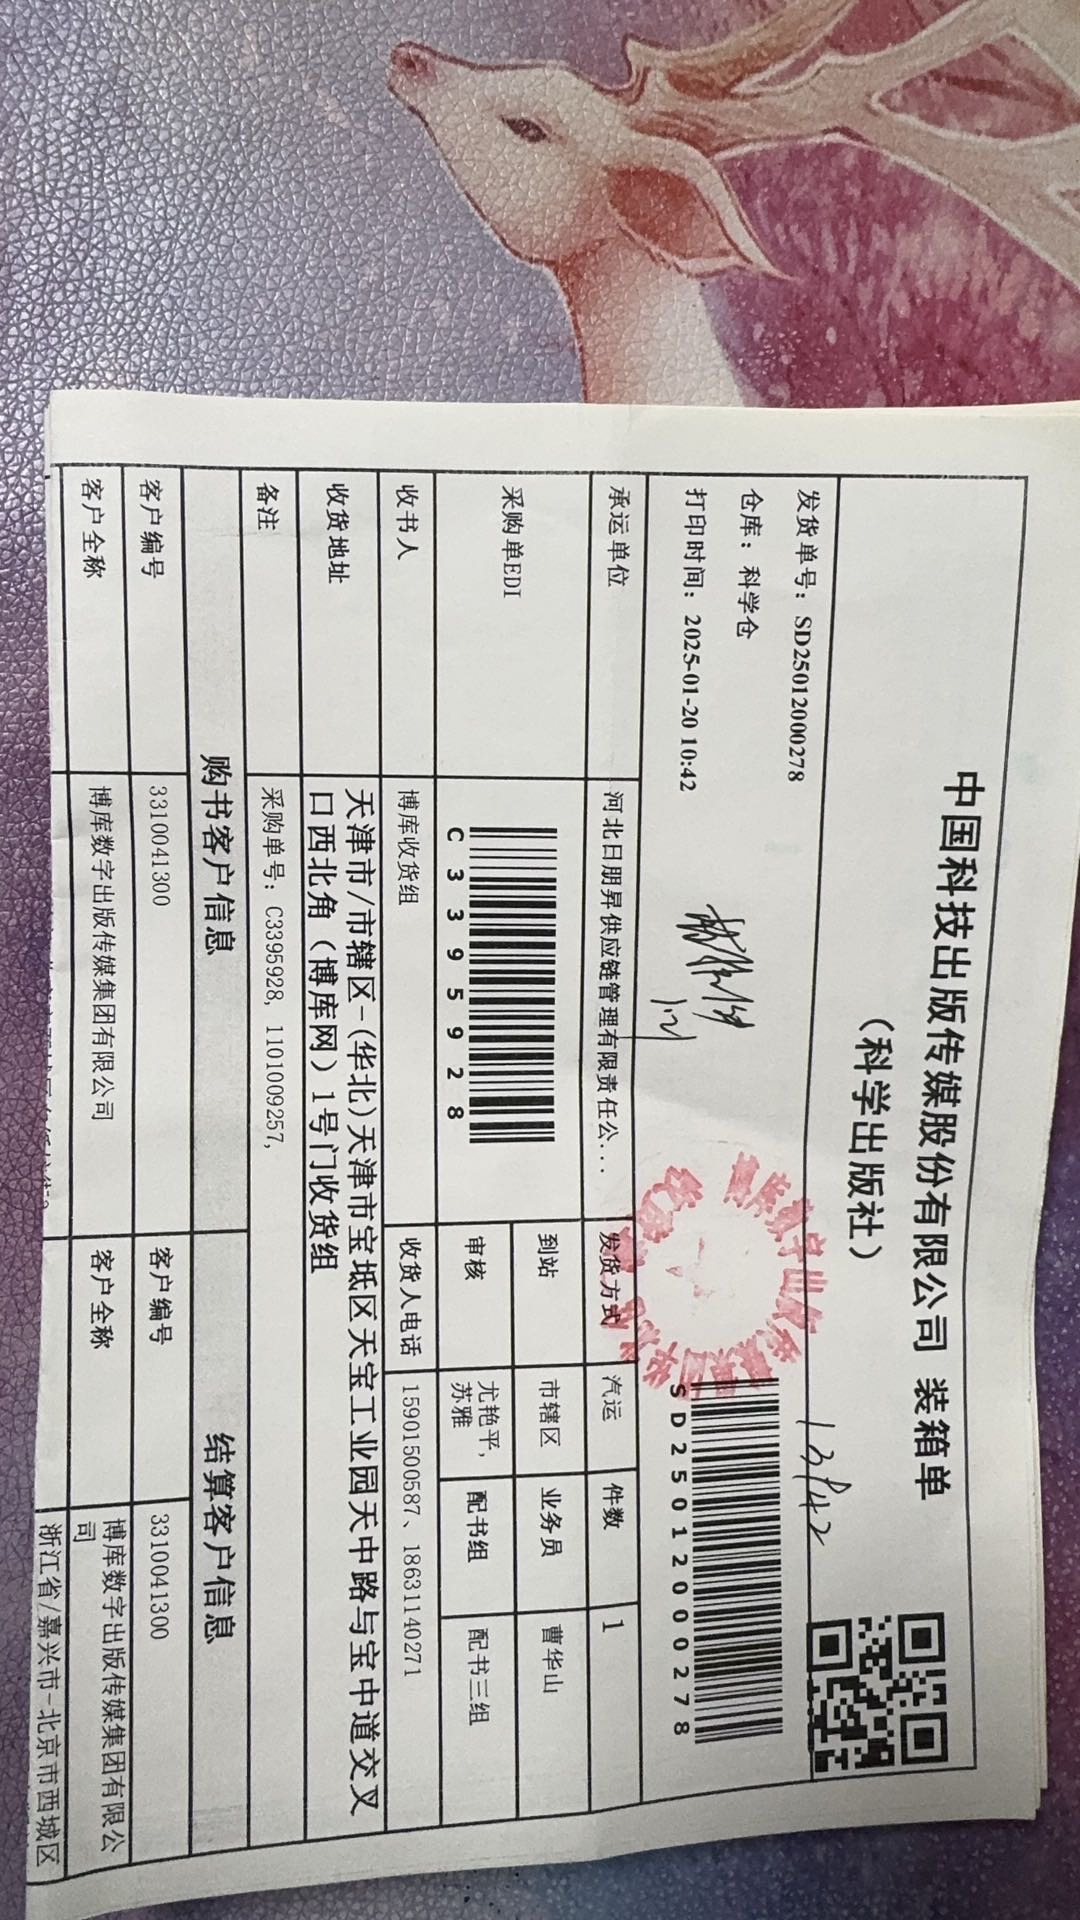 中国科技出版传媒股份有限公司 装箱单
（科学出版社）
发货单号：SD25012000278
仓库：科学仓
打印时间：2025-01-20 10:42
SD25012000278
承运单位 河北日朋昇供应链管理有限责任公... 发货方式 汽运 件数 1
采购单EDI C3395928 到站 市辖区 业务员 曹华山
审核 尤艳平，苏雅 配书组 配书三组
收书人 博库收货组 收货人电话 15901500587、18631140271
收货地址 天津市/市辖区-(华北)天津市宝坻区天宝工业园天中路与宝中道交叉
口西北角（博库网）1号门收货组
备注 采购单号：C3395928, 1101009257,
购书客户信息 结算客户信息
客户编号 3310041300 客户编号 3310041300
客户全称 博库数字出版传媒集团有限公司 客户全称 博库数字出版传媒集团有限公
司
浙江省/嘉兴市-北京市西城区